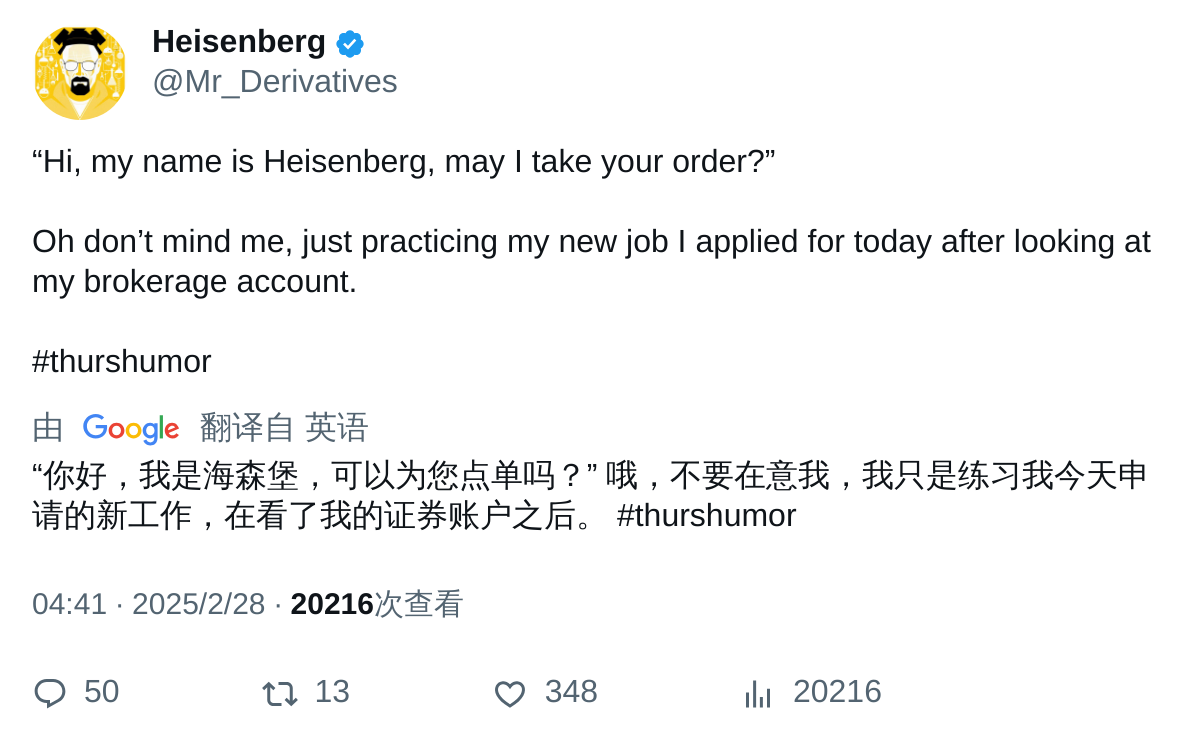 Heisenberg
@Mr_Derivatives
“Hi, my name is Heisenberg, may I take your order?”
Oh don’t mind me, just practicing my new job I applied for today after looking at
my brokerage account.
#thurshumor
由 Google 翻译自 英语
“你好，我是海森堡，可以为您点单吗？” 哦，不要在意我，我只是练习我今天申
请的新工作，在看了我的证券账户之后。 #thurshumor
04:41 · 2025/2/28 · 20216次查看
50 13 348 20216